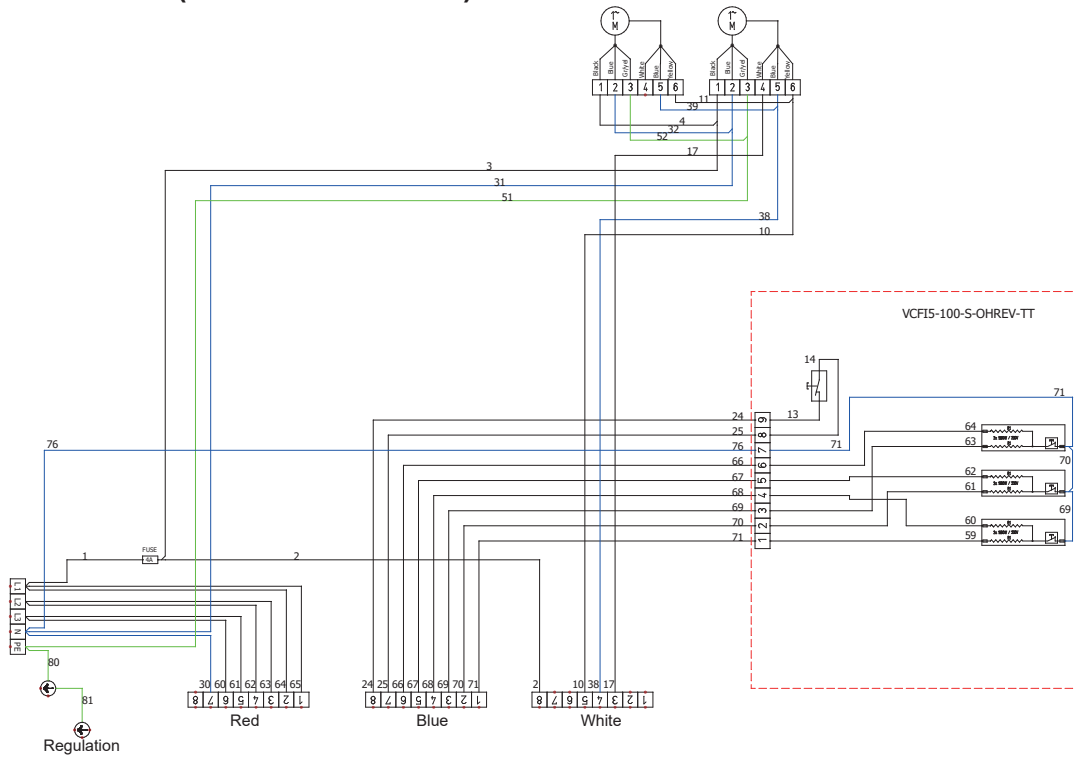 1~ 1~
M M
Black Blue Gr/yel White Blue Yellow Black Blue Gr/yel White Blue Yellow
1 2 3 4 5 6 1 2 3 4 5 6
11
39
4
32
52
17
3
31
51
38
10
VCFI5-100-S-OHREV-TT
14
71
24 9 13
25 8
76 76 7 71
66 6
67 5
68 4
69 3
70 2
71 1
64
63
70
62
61
69
60
59
1 FUSE 2
4A
L1
L2
L3
N
PE
80
81
30 60 61 62 63 64 65
8 7 6 5 4 3 2 1
Red
24 25 66 67 68 69 70 71
8 7 6 5 4 3 2 1
Blue
2 10 38 17
8 7 6 5 4 3 2 1
White
Regulation